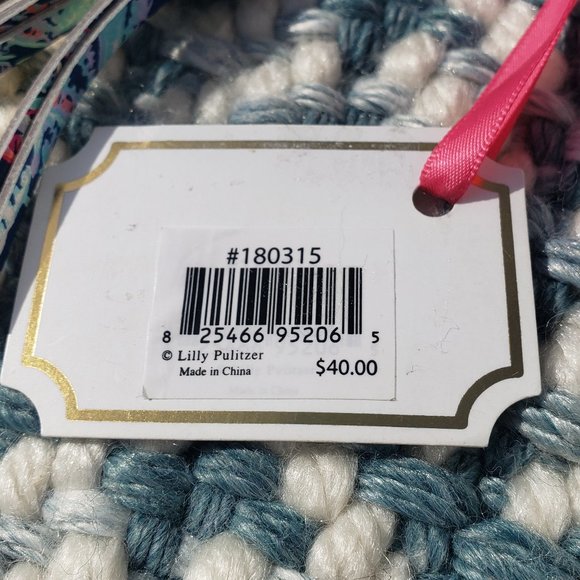 #180315
8 25466 95206 5
© Lilly Pulitzer
Made in China $40.00